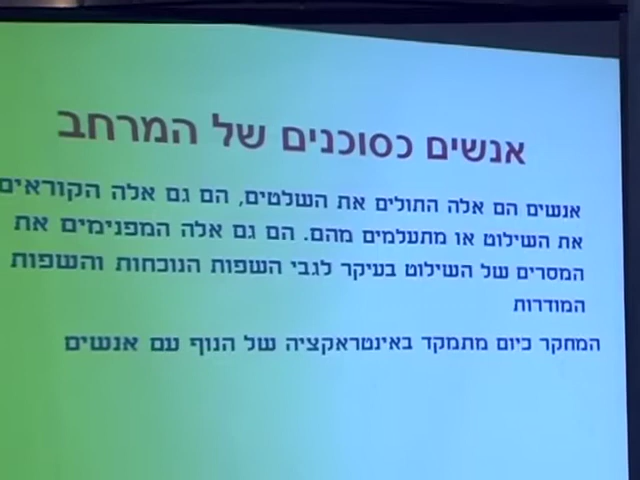 אנשים כסוכנים של המרחב
אנשים הם אלה התולים את השלטים, הם גם אלה הקוראים
את השילוט או מתעלמים מהם. הם גם אלה המפנימים את
המסרים של השילוט בעיקר לגבי השפות הנוכחות והשפות
המודרות
המחקר כיום מתמקד באינטראקציה של הנוף עם אנשים